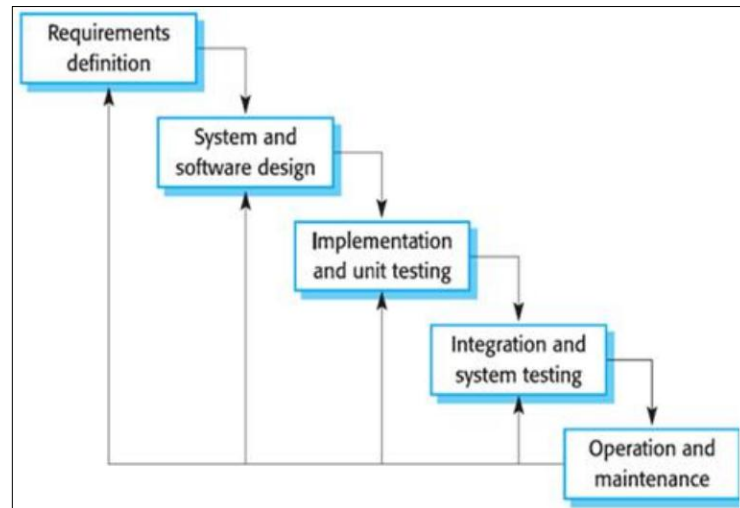 Requirements
definition
System and
software design
Implementation
and unit testing
Integration and
system testing
Operation and
maintenance